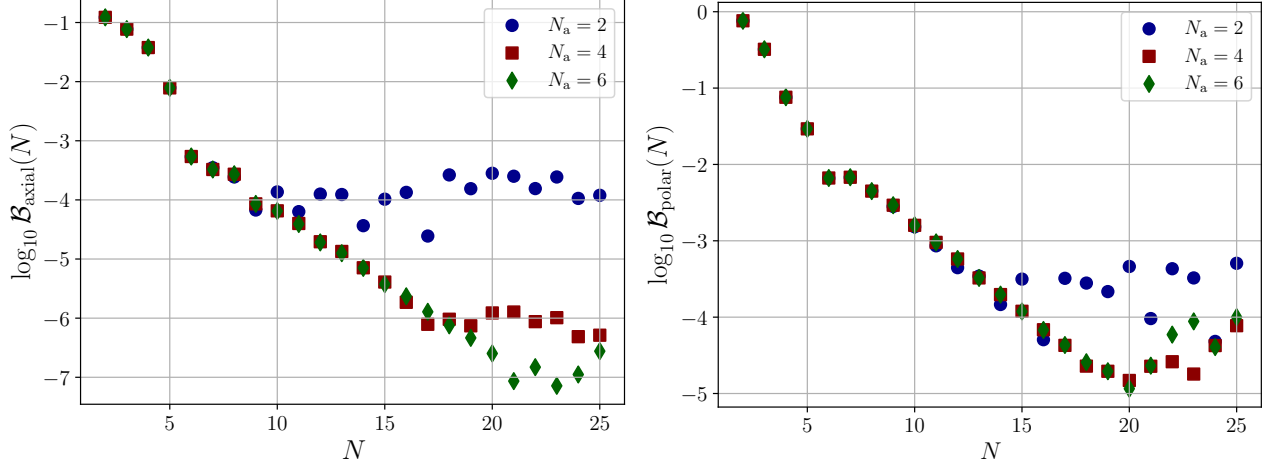 −1
−2
−3
−4
−5
−6
−7
log₁₀ 𝓑axial(N)
Nₐ = 2
Nₐ = 4
Nₐ = 6
5
10
15
20
25
N
0
−1
−2
−3
−4
−5
log₁₀ 𝓑polar(N)
Nₐ = 2
Nₐ = 4
Nₐ = 6
5
10
15
20
25
N